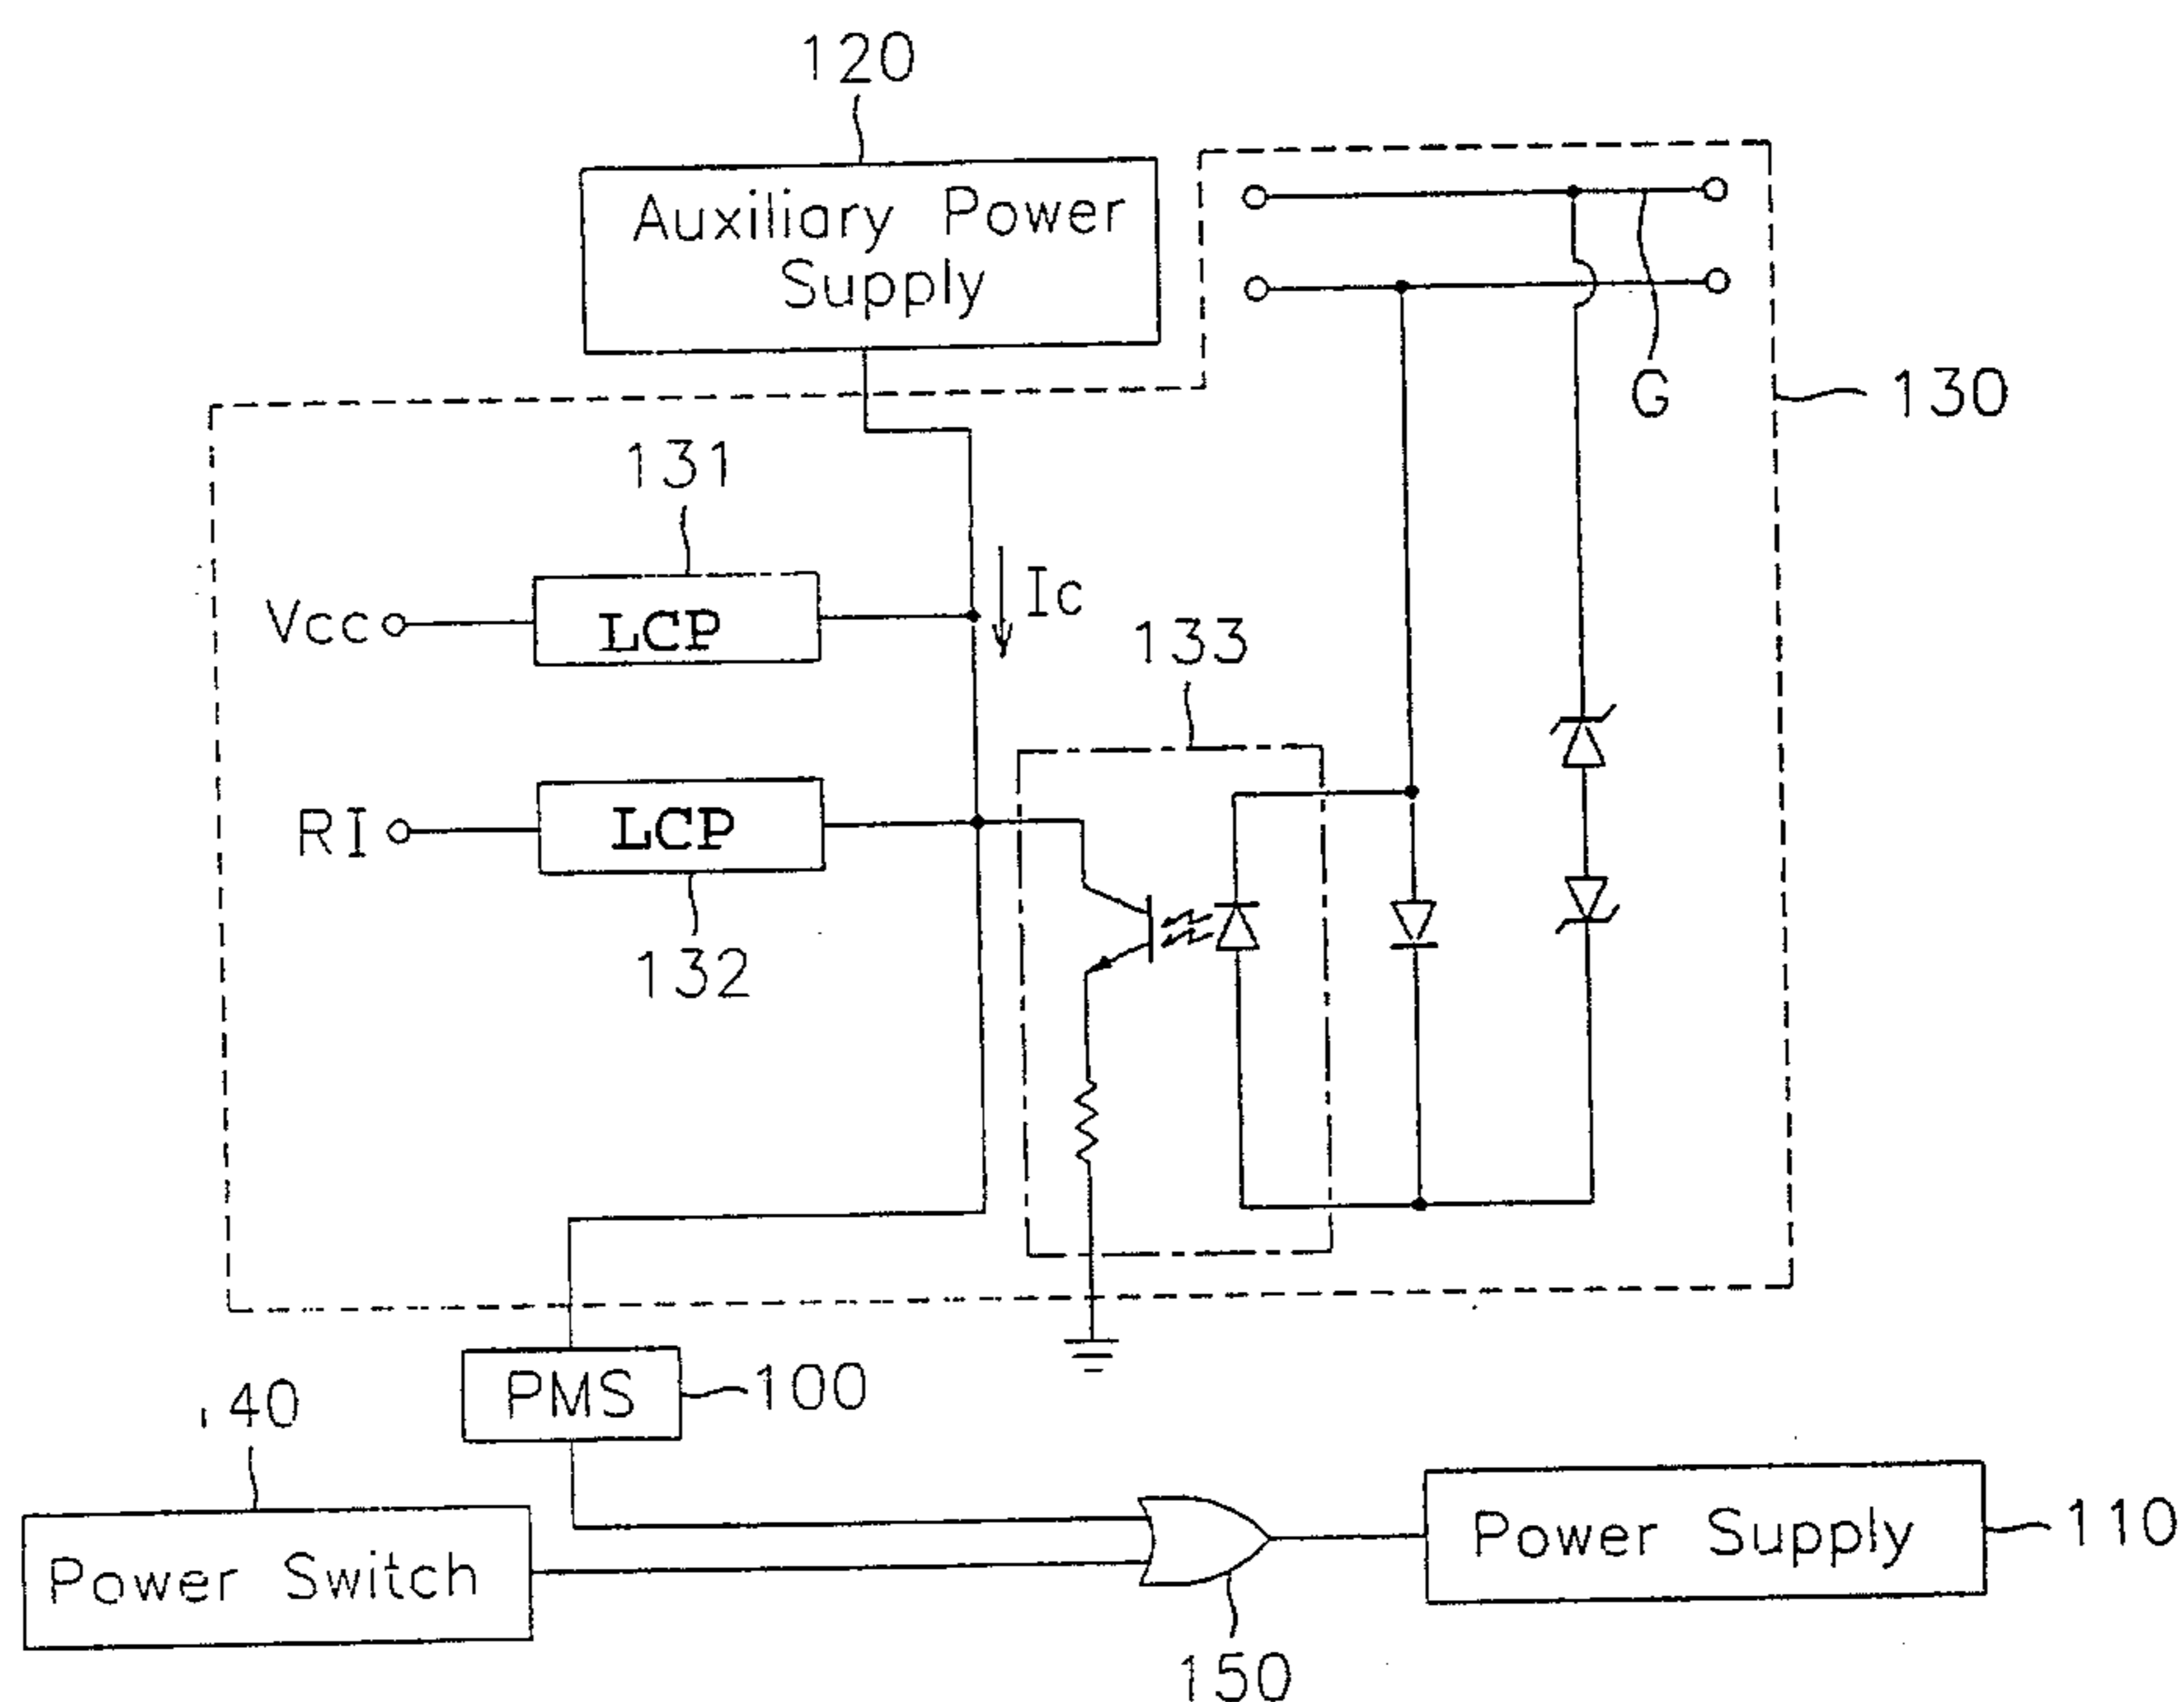 120
Auxiliary Power
Supply
G
130
131
Ic
Vcc
LCP
133
RI
LCP
132
PMS
100
140
Power Switch
Power Supply
110
150